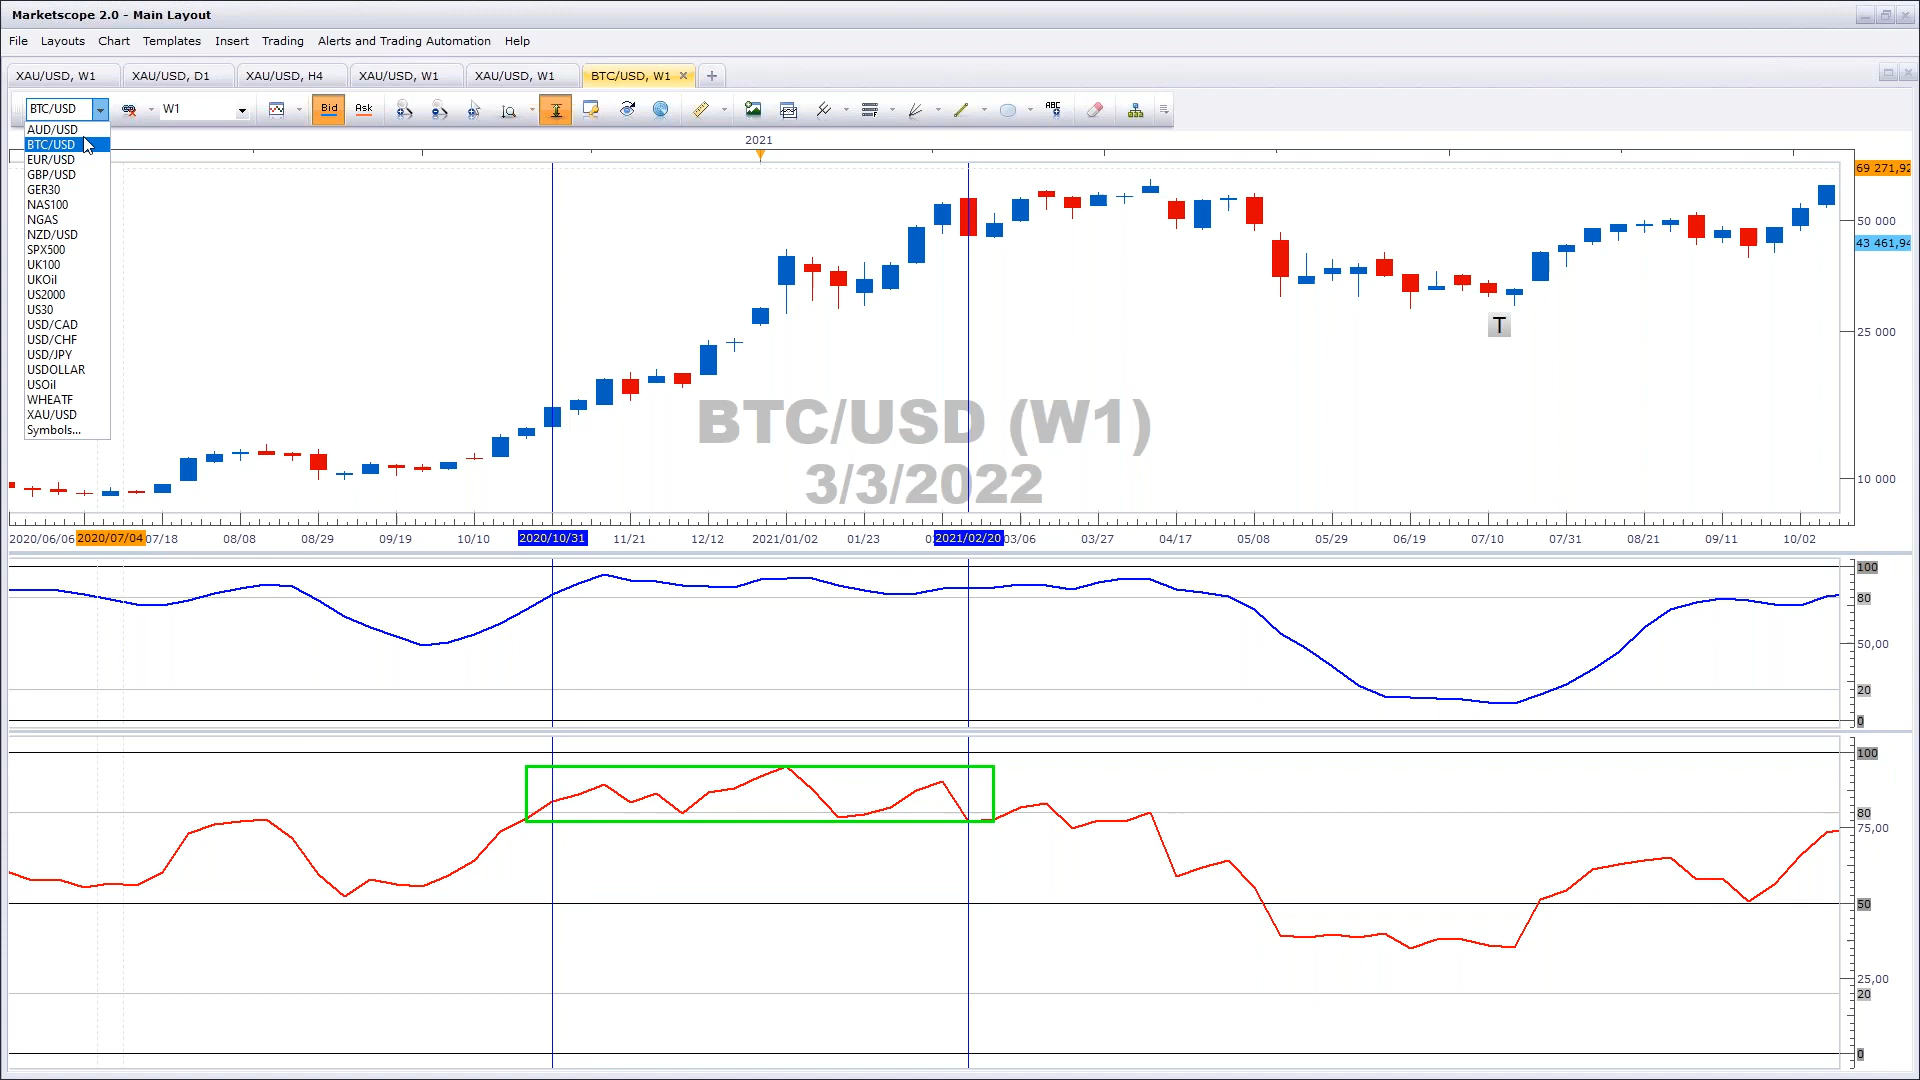 Marketscope 2.0 - Main Layout
File Layouts Chart Templates Insert Trading Alerts and Trading Automation Help
XAU/USD, W1 XAU/USD, D1 XAU/USD, H4 XAU/USD, W1 XAU/USD, W1 BTC/USD, W1
BTC/USD W1 Bid Ask ABC
AUD/USD
BTC/USD
EUR/USD
GBP/USD
GER30
NAS100
NGAS
NZD/USD
SPX500
UK100
UKOil
US2000
US30
USD/CAD
USD/CHF
USD/JPY
USDOLLAR
USOil
WHEATF
XAU/USD
Symbols...
2021
69 271,92
50 000
43 461,94
25 000
10 000
T
BTC/USD (W1)
3/3/2022
2020/06/06 2020/07/04 07/18 08/08 08/29 09/19 10/10 2020/10/31 11/21 12/12 2021/01/02 01/23 2021/02/20 03/06 03/27 04/17 05/08 05/29 06/19 07/10 07/31 08/21 09/11 10/02
100
80
50,00
20
0
100
80
75,00
50
25,00
20
0